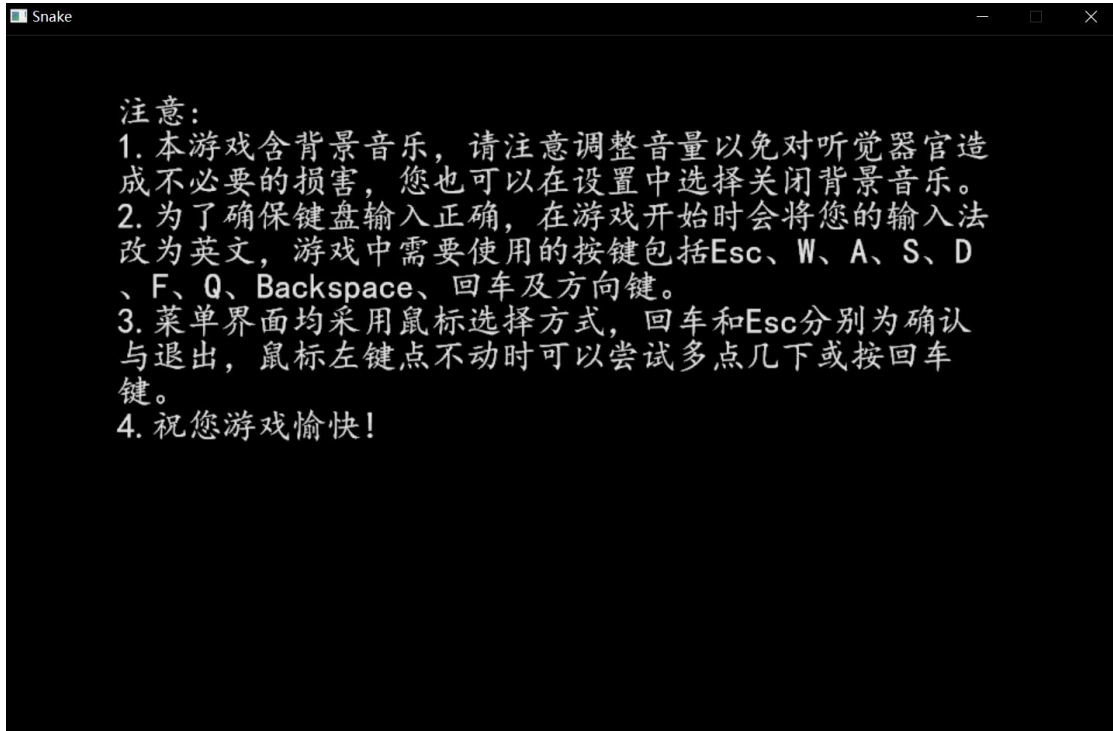 Snake
注意:
1.本游戏含背景音乐，请注意调整音量以免对听觉器官造
成不必要的损害，您也可以在设置中选择关闭背景音乐。
2.为了确保键盘输入正确，在游戏开始时会将您的输入法
改为英文，游戏中需要使用的按键包括Esc、W、A、S、D
、F、Q、Backspace、回车及方向键。
3.菜单界面均采用鼠标选择方式，回车和Esc分别为确认
与退出，鼠标左键点不动时可以尝试多点几下或按回车
键。
4.祝您游戏愉快!